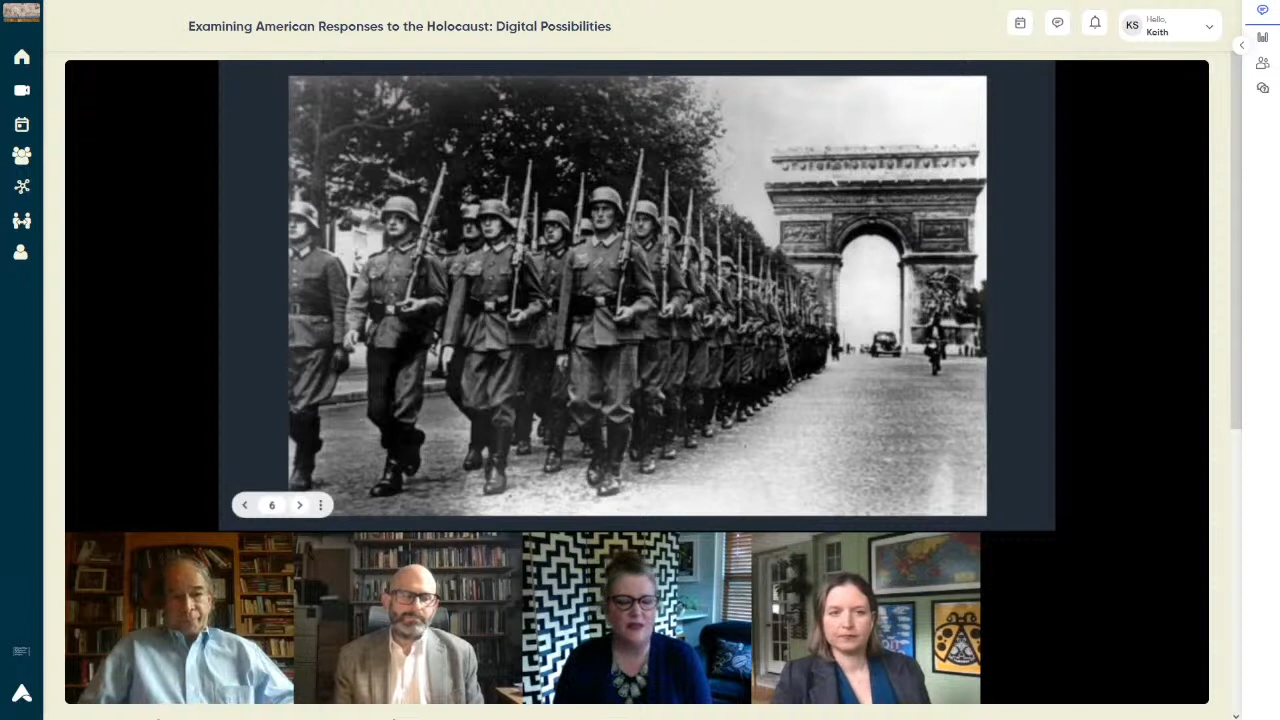 Examining American Responses to the Holocaust: Digital Possibilities
KS
Hello,
Keith
6